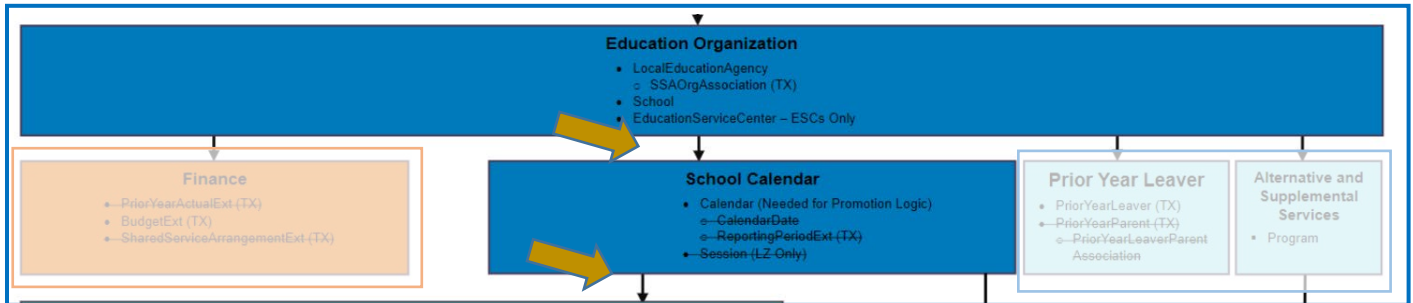 Education Organization
• LocalEducationAgency
o SSAOrgAssociation (TX)
• School
• EducationServiceCenter – ESCs Only
Finance
• PriorYearActualExt (TX)
• BudgetExt (TX)
• SharedServiceArrangementExt (TX)
School Calendar
• Calendar (Needed for Promotion Logic)
o CalendarDate
o ReportingPeriodExt (TX)
• Session (LZ Only)
Prior Year Leaver
• PriorYearLeaver (TX)
• PriorYearParent (TX)
o PriorYearLeaverParent
Association
Alternative and
Supplemental
Services
• Program